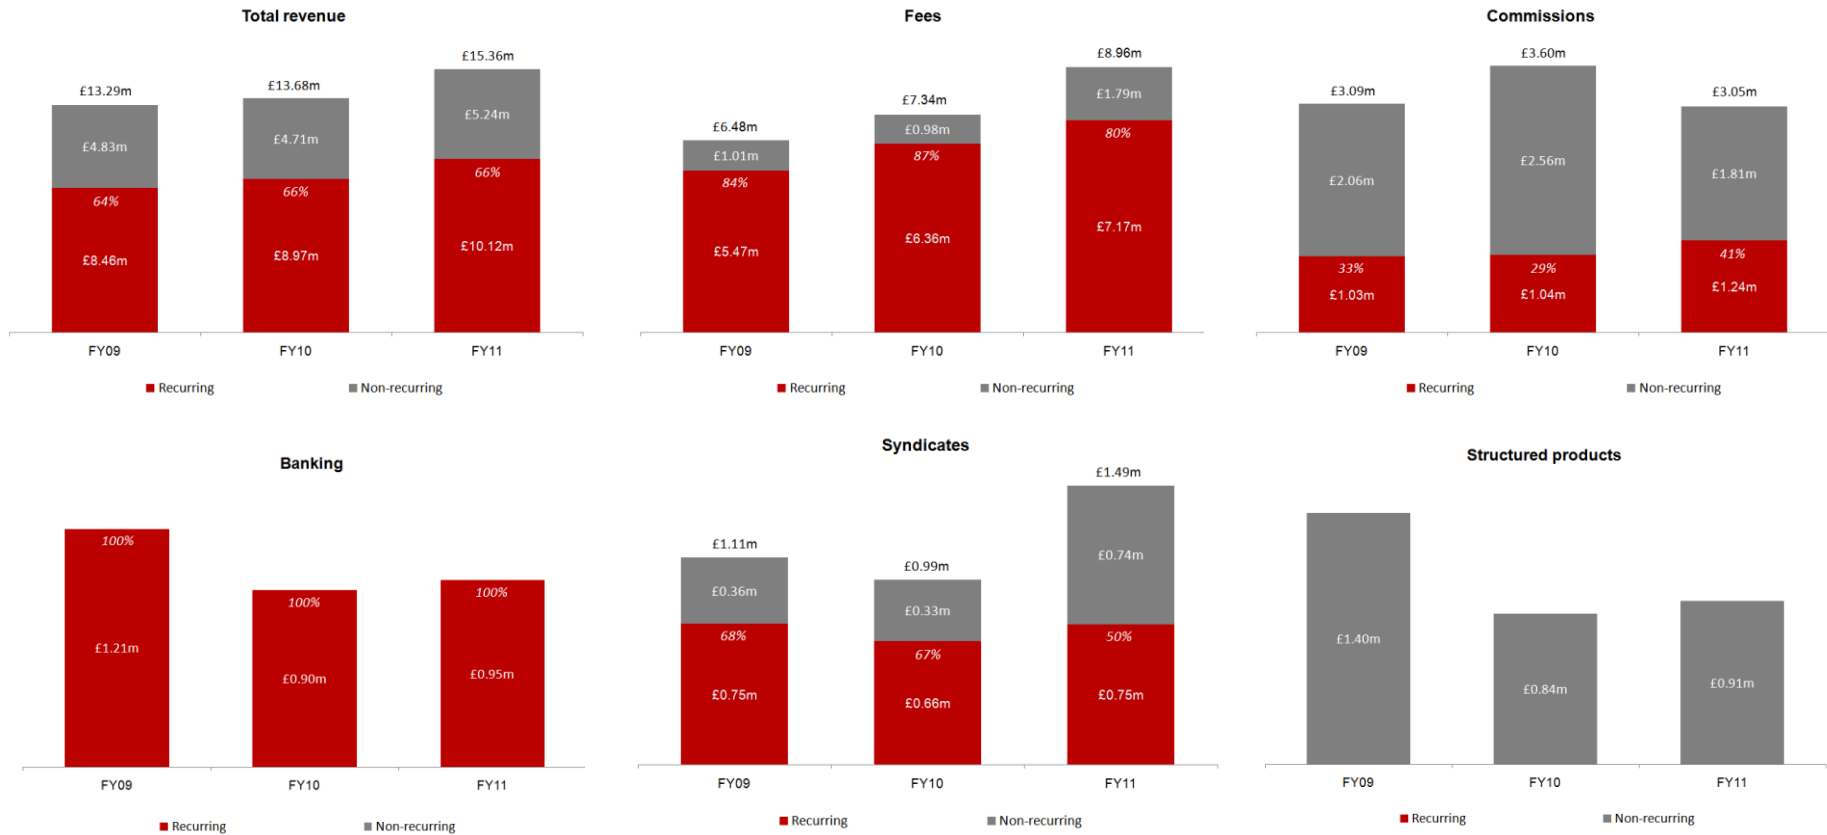 Total revenue
£13.29m
£13.68m
£15.36m
£4.83m
£4.71m
£5.24m
64%
66%
66%
£8.46m
£8.97m
£10.12m
FY09
FY10
FY11
Recurring
Non-recurring
Fees
£6.48m
£7.34m
£8.96m
£1.01m
£0.98m
£1.79m
84%
87%
80%
£5.47m
£6.36m
£7.17m
FY09
FY10
FY11
Recurring
Non-recurring
Commissions
£3.09m
£3.60m
£3.05m
£2.06m
£2.56m
£1.81m
33%
29%
41%
£1.03m
£1.04m
£1.24m
FY09
FY10
FY11
Recurring
Non-recurring
Banking
100%
100%
100%
£1.21m
£0.90m
£0.95m
FY09
FY10
FY11
Recurring
Non-recurring
Syndicates
£1.11m
£0.99m
£1.49m
£0.36m
£0.33m
£0.74m
68%
67%
50%
£0.75m
£0.66m
£0.75m
FY09
FY10
FY11
Recurring
Non-recurring
Structured products
£1.40m
£0.84m
£0.91m
FY09
FY10
FY11
Recurring
Non-recurring